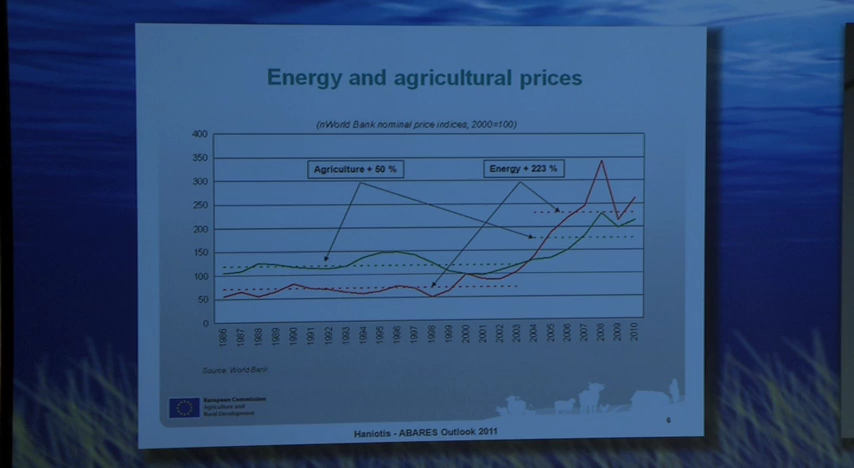 Energy and agricultural prices
(nWorld Bank nominal price indices, 2000=100)
400
350
300
250
200
150
100
50
0
Agriculture + 50 %
Energy + 223 %
1986 1987 1988 1989 1990 1991 1992 1993 1994 1995 1996 1997 1998 1999 2000 2001 2002 2003 2004 2005 2006 2007 2008 2009 2010
Source: World Bank.
European Commission
Agriculture and
Rural Development
6
Haniotis - ABARES Outlook 2011